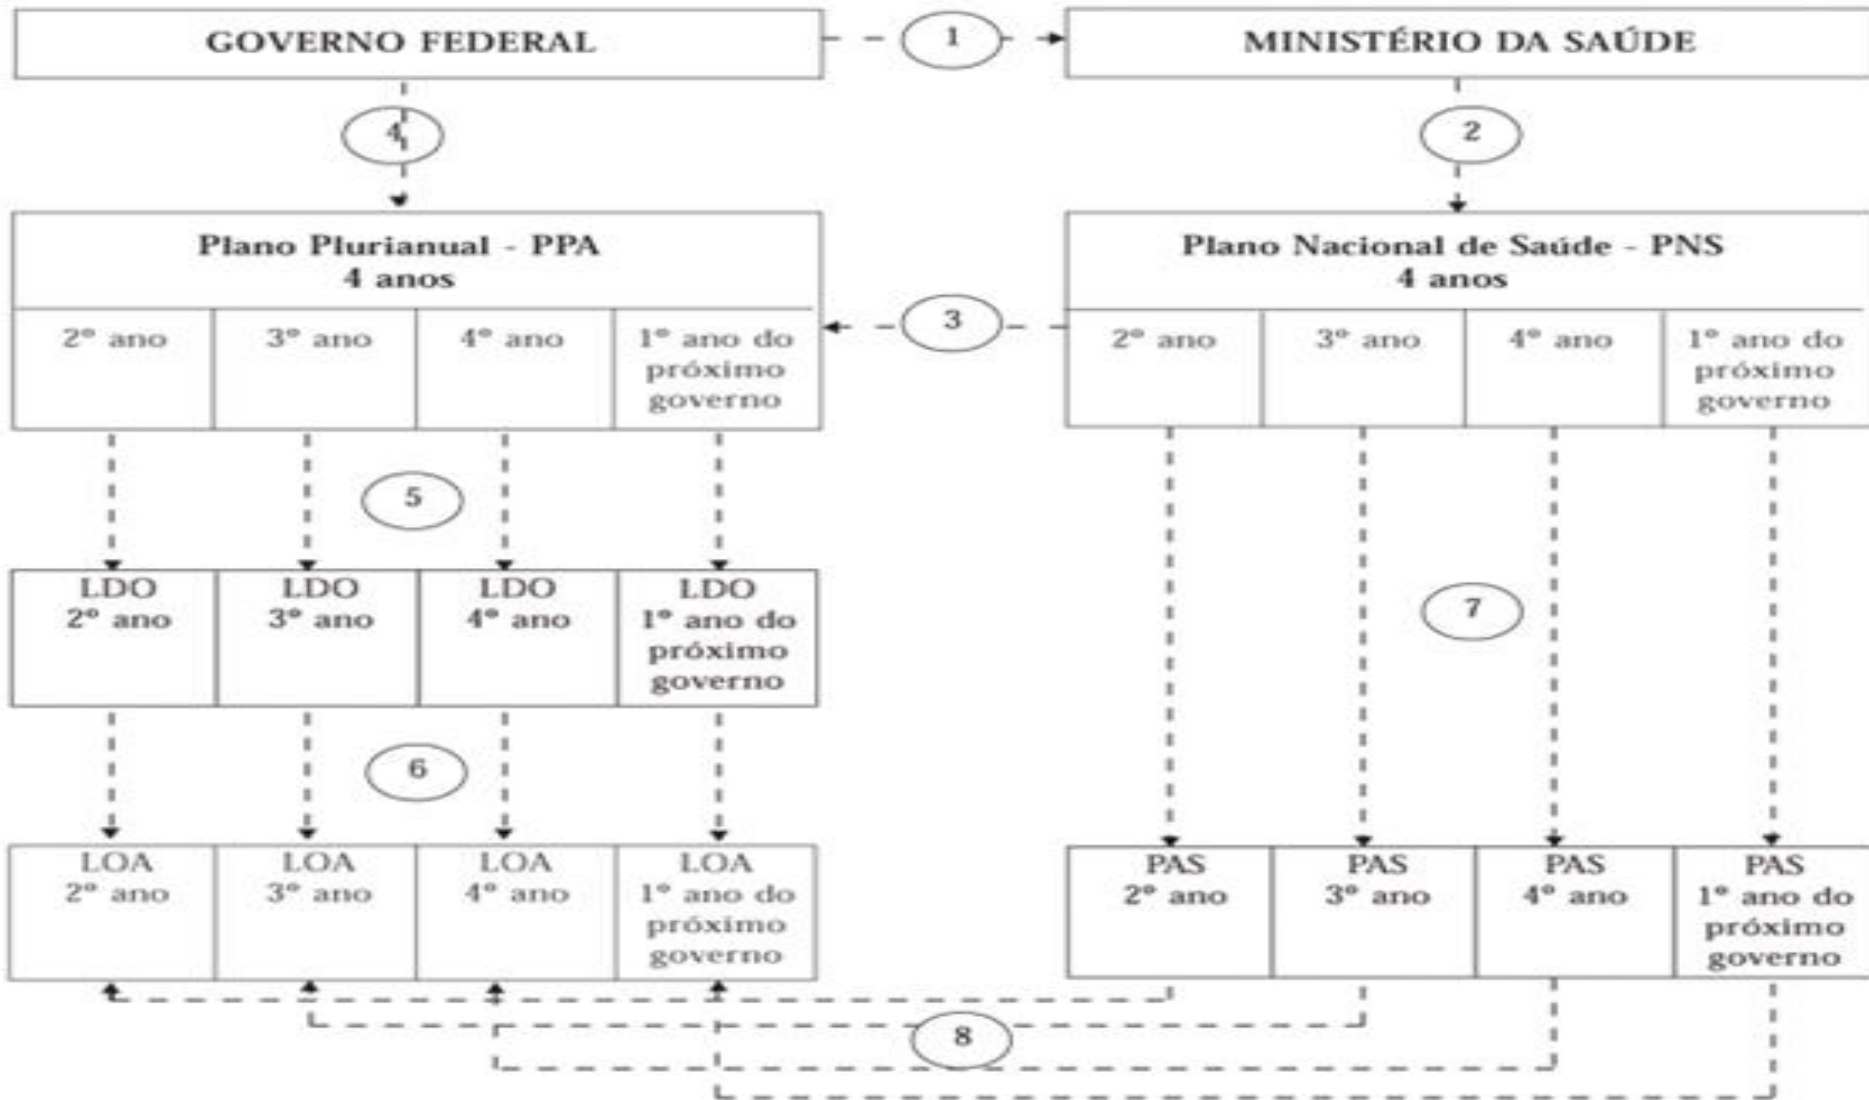 GOVERNO FEDERAL
1
MINISTÉRIO DA SAÚDE
4
2
Plano Plurianual - PPA
4 anos
2º ano
3º ano
4º ano
1º ano do
próximo
governo
3
Plano Nacional de Saúde - PNS
4 anos
2º ano
3º ano
4º ano
1º ano do
próximo
governo
5
LDO
2º ano
LDO
3º ano
LDO
4º ano
LDO
1º ano do
próximo
governo
7
6
LOA
2º ano
LOA
3º ano
LOA
4º ano
LOA
1º ano do
próximo
governo
PAS
2º ano
PAS
3º ano
PAS
4º ano
PAS
1º ano do
próximo
governo
8